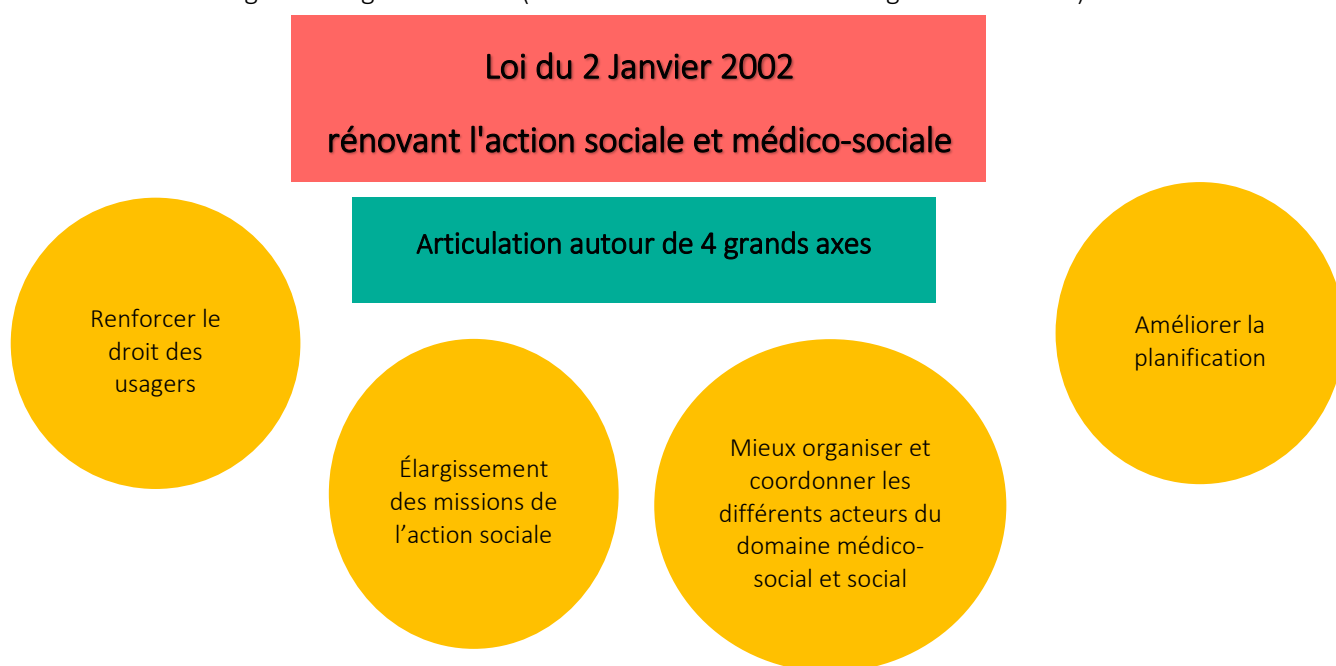 Loi du 2 Janvier 2002
rénovant l'action sociale et médico-sociale
Articulation autour de 4 grands axes
Renforcer le
droit des
usagers
Élargissement
des missions de
l’action sociale
Mieux organiser et
coordonner les
différents acteurs du
domaine médico-
social et social
Améliorer la
planification